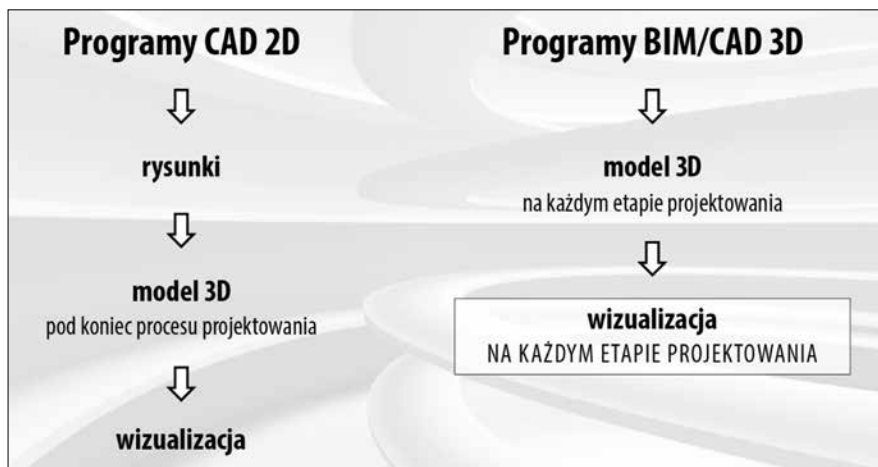 Programy CAD 2D
rysunki
model 3D
pod koniec procesu projektowania
wizualizacja
Programy BIM/CAD 3D
model 3D
na każdym etapie projektowania
wizualizacja
NA KAŻDYM ETAPIE PROJEKTOWANIA